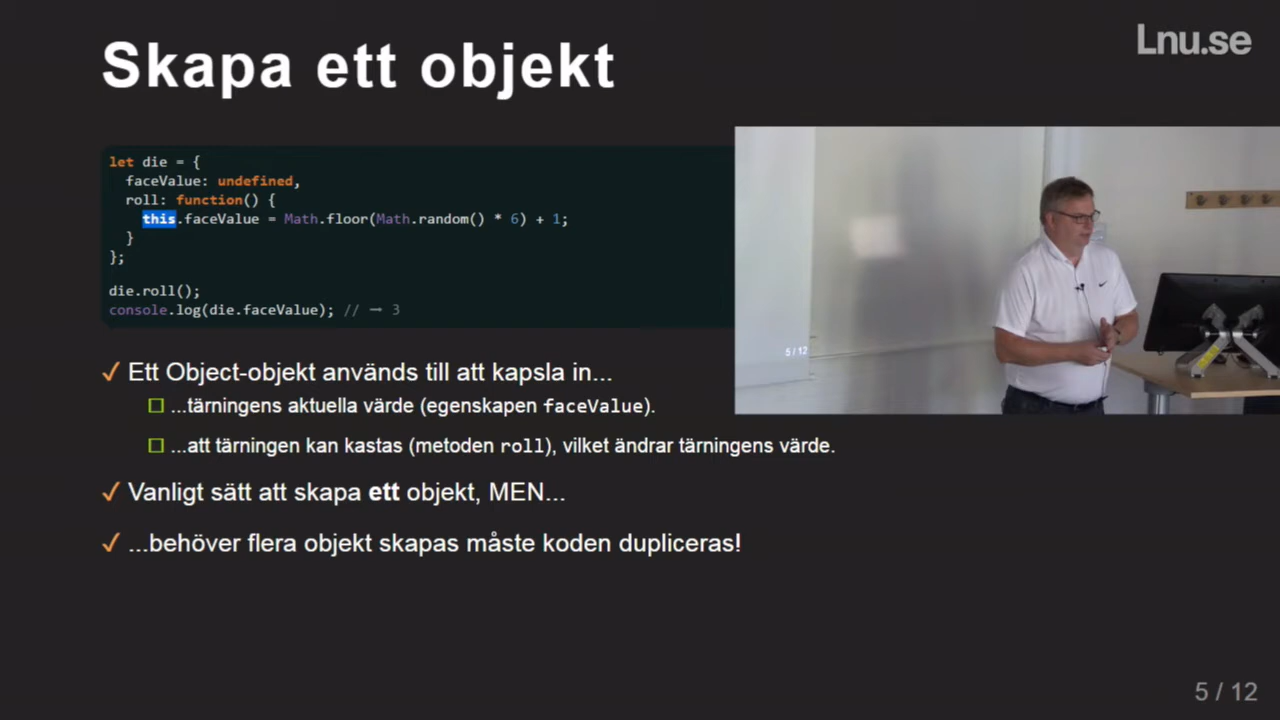 Skapa ett objekt
Lnu.se
let die = {
faceValue: undefined,
roll: function() {
this.faceValue = Math.floor(Math.random() * 6) + 1;
}
};
die.roll();
console.log(die.faceValue); // → 3
5 / 12
✓ Ett Object-objekt används till att kapsla in...
...tärningens aktuella värde (egenskapen faceValue).
...att tärningen kan kastas (metoden roll), vilket ändrar tärningens värde.
✓ Vanligt sätt att skapa ett objekt, MEN...
✓ ...behöver flera objekt skapas måste koden dupliceras!
5 / 12